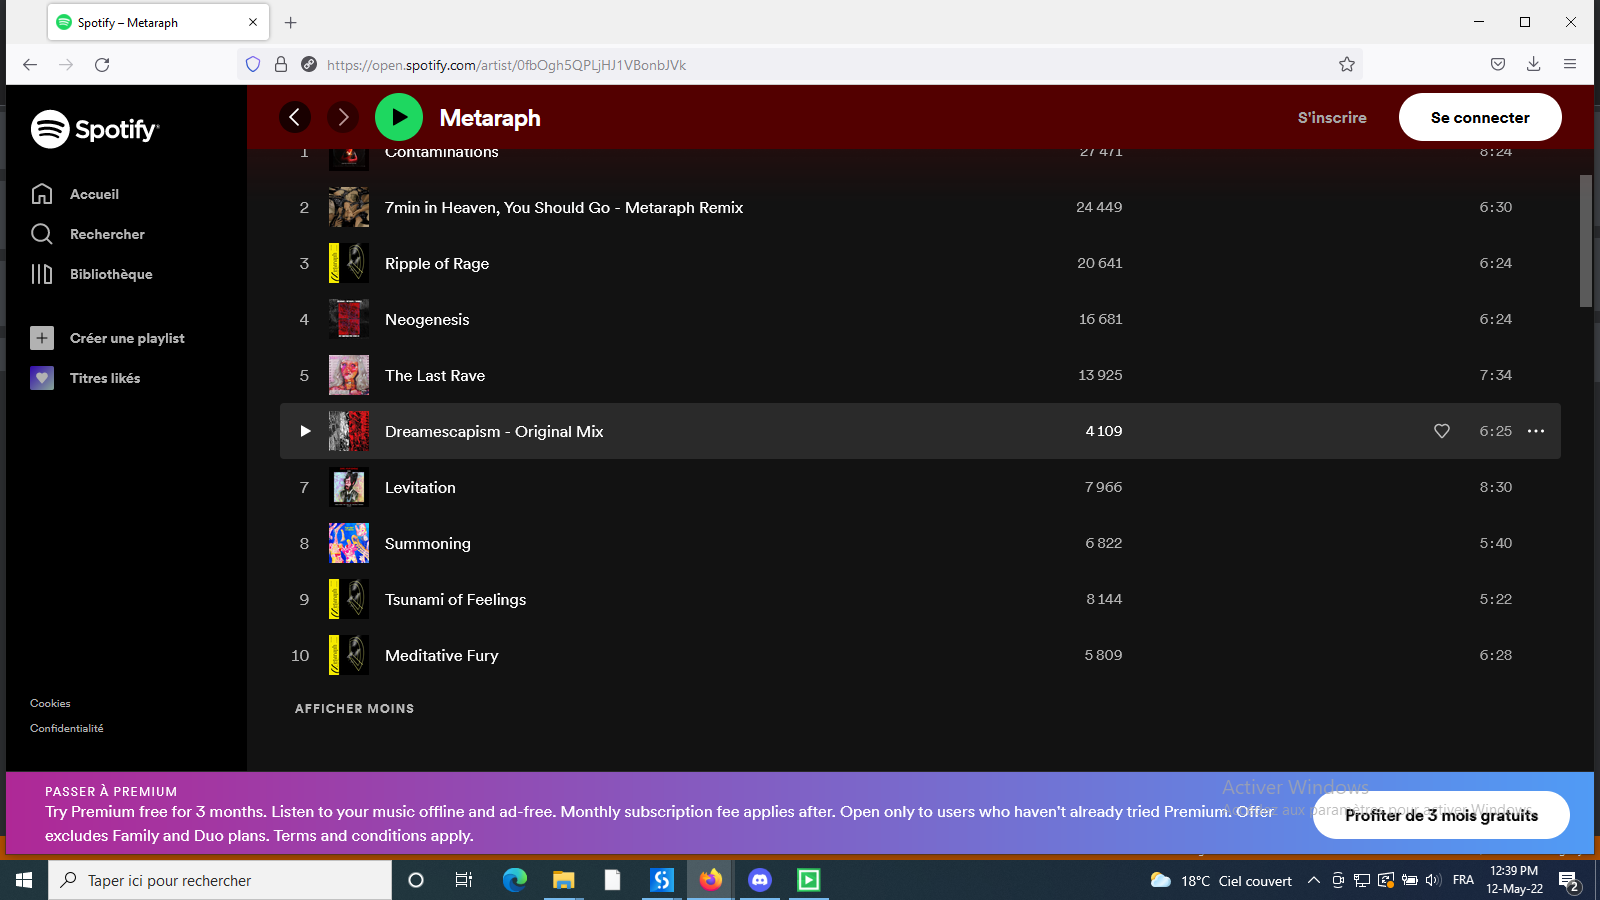 Spotify – Metaraph
https://open.spotify.com/artist/0fbOgh5QPLjHJ1VBonbJVk
Spotify
Metaraph
S'inscrire
Se connecter
Accueil
Rechercher
Bibliothèque
Créer une playlist
Titres likés
Cookies
Confidentialité
1 Contaminations 27 471 8:24
2 7min in Heaven, You Should Go - Metaraph Remix 24 449 6:30
3 Ripple of Rage 20 641 6:24
4 Neogenesis 16 681 6:24
5 The Last Rave 13 925 7:34
Dreamescapism - Original Mix 4 109 6:25
7 Levitation 7 966 8:30
8 Summoning 6 822 5:40
9 Tsunami of Feelings 8 144 5:22
10 Meditative Fury 5 809 6:28
AFFICHER MOINS
PASSER À PREMIUM
Try Premium free for 3 months. Listen to your music offline and ad-free. Monthly subscription fee applies after. Open only to users who haven't already tried Premium. Offer
excludes Family and Duo plans. Terms and conditions apply.
Profiter de 3 mois gratuits
Activer Windows
aux paramètres pour activer Windows.
Taper ici pour rechercher
18°C Ciel couvert
FRA
12:39 PM
12-May-22
2